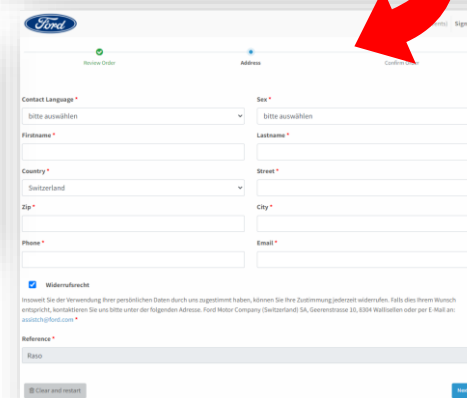 Ford
Sign
Review Order Address Confirm Order
Contact Language * Sex *
bitte auswählen bitte auswählen
Firstname * Lastname *
Country * Street *
Switzerland
Zip * City *
Phone * Email *
Widerrufsrecht
Insoweit Sie der Verwendung Ihrer persönlichen Daten durch uns zugestimmt haben, können Sie Ihre Zustimmung jederzeit widerrufen. Falls dies Ihrem Wunsch
entspricht, kontaktieren Sie uns bitte unter der folgenden Adresse. Ford Motor Company (Switzerland) SA, Geerenstrasse 10, 8304 Wallisellen oder per E-Mail an:
assistch@ford.com *
Reference *
Raso
Clear and restart